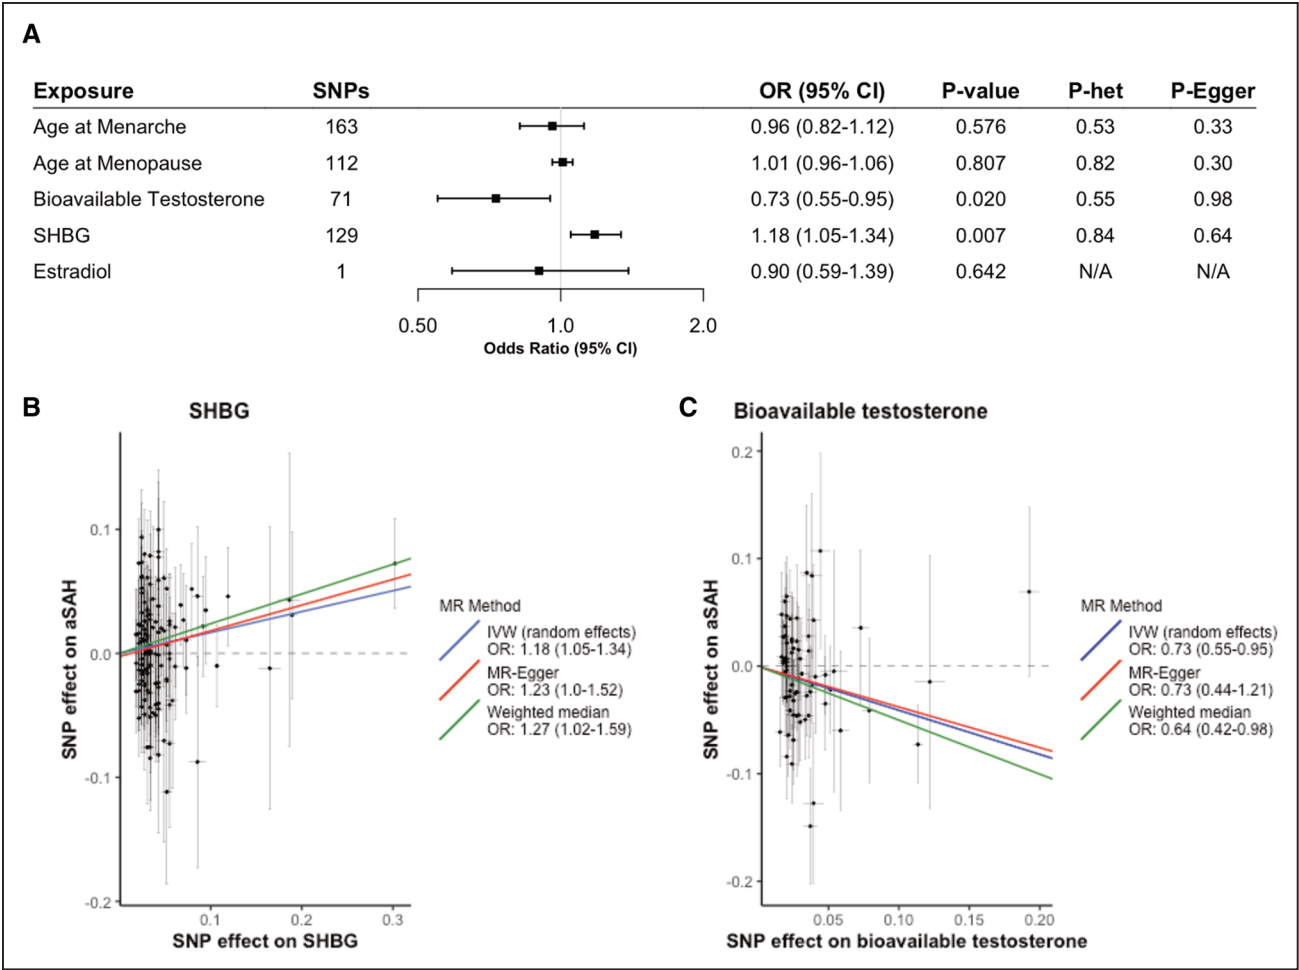 A
Exposure SNPs OR (95% CI) P-value P-het P-Egger
Age at Menarche 163 0.96 (0.82-1.12) 0.576 0.53 0.33
Age at Menopause 112 1.01 (0.96-1.06) 0.807 0.82 0.30
Bioavailable Testosterone 71 0.73 (0.55-0.95) 0.020 0.55 0.98
SHBG 129 1.18 (1.05-1.34) 0.007 0.84 0.64
Estradiol 1 0.90 (0.59-1.39) 0.642 N/A N/A
0.50 1.0 2.0
Odds Ratio (95% CI)
B
SHBG
0.1
0.0
-0.1
-0.2
SNP effect on aSAH
0.1 0.2 0.3
SNP effect on SHBG
MR Method
IVW (random effects)
OR: 1.18 (1.05-1.34)
MR-Egger
OR: 1.23 (1.0-1.52)
Weighted median
OR: 1.27 (1.02-1.59)
C
Bioavailable testosterone
0.2
0.1
0.0
-0.1
-0.2
SNP effect on aSAH
0.05 0.10 0.15 0.20
SNP effect on bioavailable testosterone
MR Method
IVW (random effects)
OR: 0.73 (0.55-0.95)
MR-Egger
OR: 0.73 (0.44-1.21)
Weighted median
OR: 0.64 (0.42-0.98)